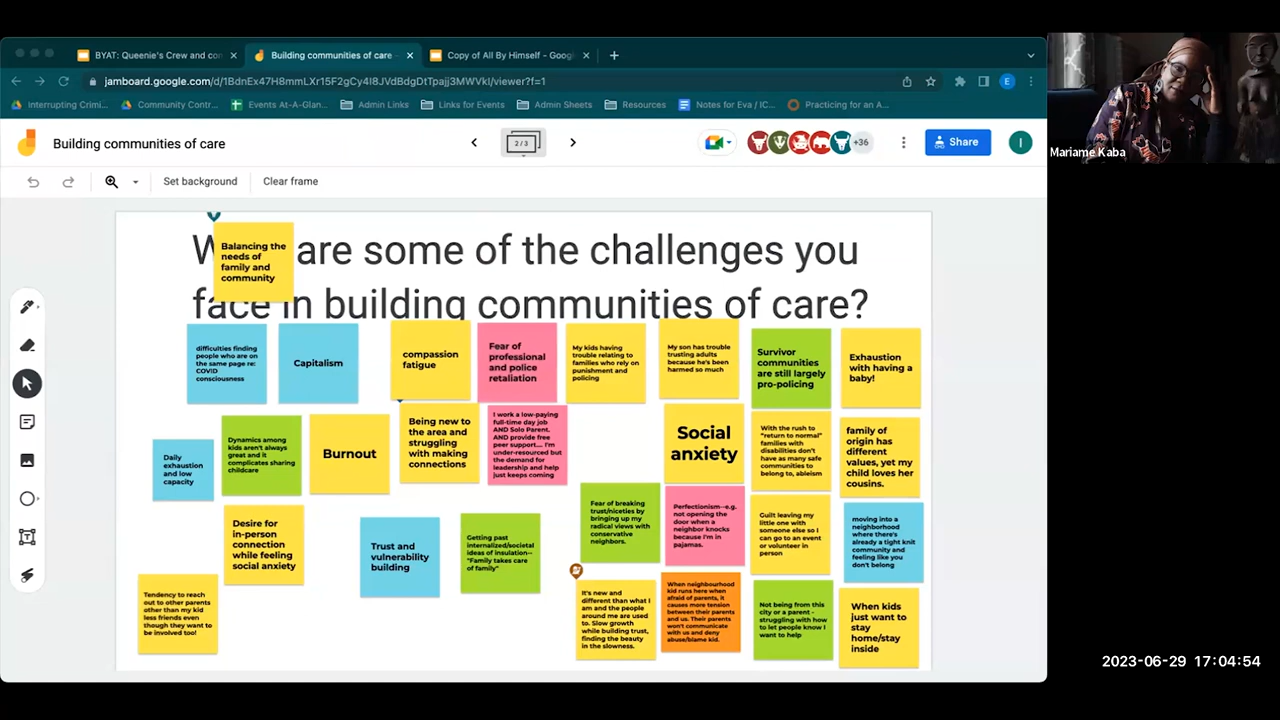 BYAT: Queenie's Crew and con
Building communities of care
Copy of All By Himself - Google
jamboard.google.com/d/1BdnEx47H8mmLXr15F2gCy4I8JVdBdgDtTpajj3MWVkI/viewer?f=1
E
Interrupting Crimi...
Community Contr...
Events At-A-Glan...
Admin Links
Links for Events
Admin Sheets
Resources
Notes for Eva / IC...
Practicing for an A...
Building communities of care
2/3
+36
Share
I
Set background
Clear frame
are some of the challenges you
face in building communities of care?
Balancing the
needs of
family and
community
difficulties finding
people who are on
the same page re:
COVID
consciousness
Capitalism
compassion
fatigue
Fear of
professional
and police
retaliation
My kids having
trouble relating to
families who rely on
punishment and
policing
My son has trouble
trusting adults
because he's been
harmed so much
Survivor
communities
are still largely
pro-policing
Exhaustion
with having a
baby!
Daily
exhaustion
and low
capacity
Dynamics among
kids aren't always
great and it
complicates sharing
childcare
Burnout
Being new to
the area and
struggling
with making
connections
I work a low-paying
full-time day job
AND Solo Parent.
AND provide free
peer support.... I'm
under-resourced but
the demand for
leadership and help
just keeps coming
Social
anxiety
With the rush to
"return to normal"
families with
disabilities don't
have as many safe
communities to
belong to, ableism
family of
origin has
different
values, yet my
child loves her
cousins.
Desire for
in-person
connection
while feeling
social anxiety
Trust and
vulnerability
building
Getting past
internalized/societal
ideas of insulation--
"Family takes care
of family"
Fear of breaking
trust/niceties by
bringing up my
radical views with
conservative
neighbors.
Perfectionism--e.g.
not opening the
door when a
neighbor knocks
because I'm in
pajamas.
Guilt leaving my
little one with
someone else so I
can go to an event
or volunteer in
person
moving into a
neighborhood
where there's
already a tight knit
community and
feeling like you
don't belong
Tendency to reach
out to other parents
other than my kid
less friends even
though they want to
be involved too!
It's new and
different than what I
am and the people
around me are used
to. Slow growth
while building trust,
finding the beauty
in the slowness.
When neighbourhood
kid runs here when
afraid of parents, it
causes more tension
between their parents
and us. Their parents
won't communicate
with us and deny
abuse/blame kid.
Not being from this
city or a parent -
struggling with how
to let people know I
want to help
When kids
just want to
stay
home/stay
inside
Mariame Kaba
2023-06-29 17:04:54